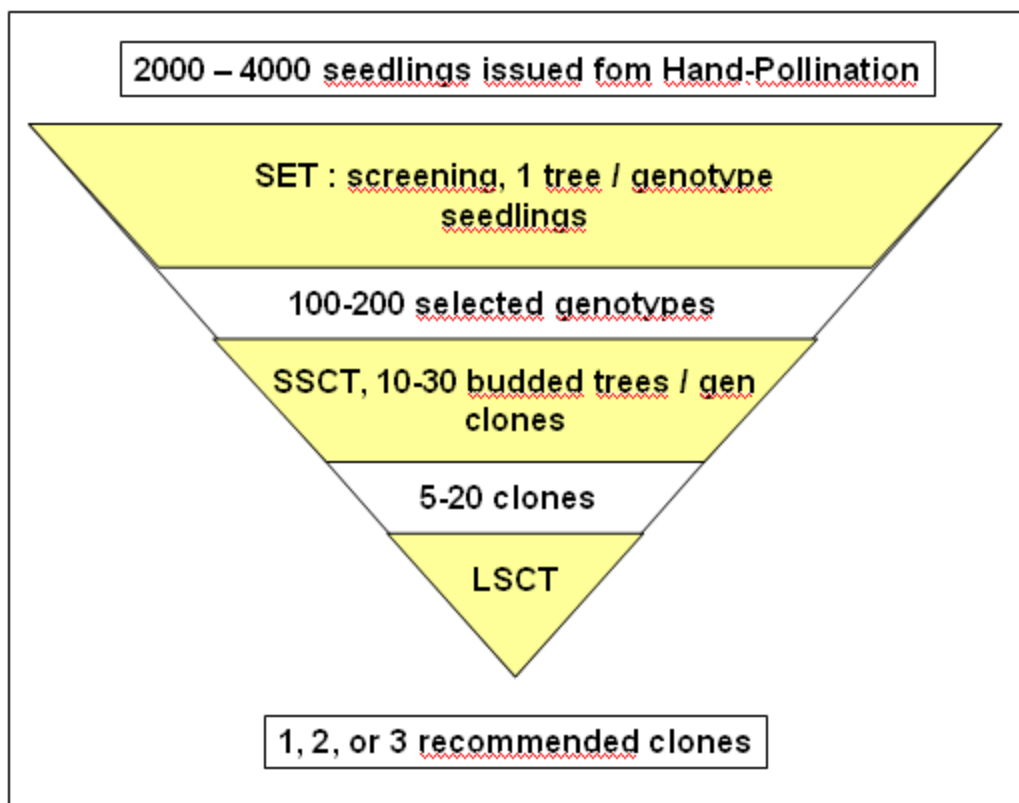 2000 – 4000 seedlings issued fom Hand-Pollination
SET : screening, 1 tree / genotype
seedlings
100-200 selected genotypes
SSCT, 10-30 budded trees / gen
clones
5-20 clones
LSCT
1, 2, or 3 recommended clones